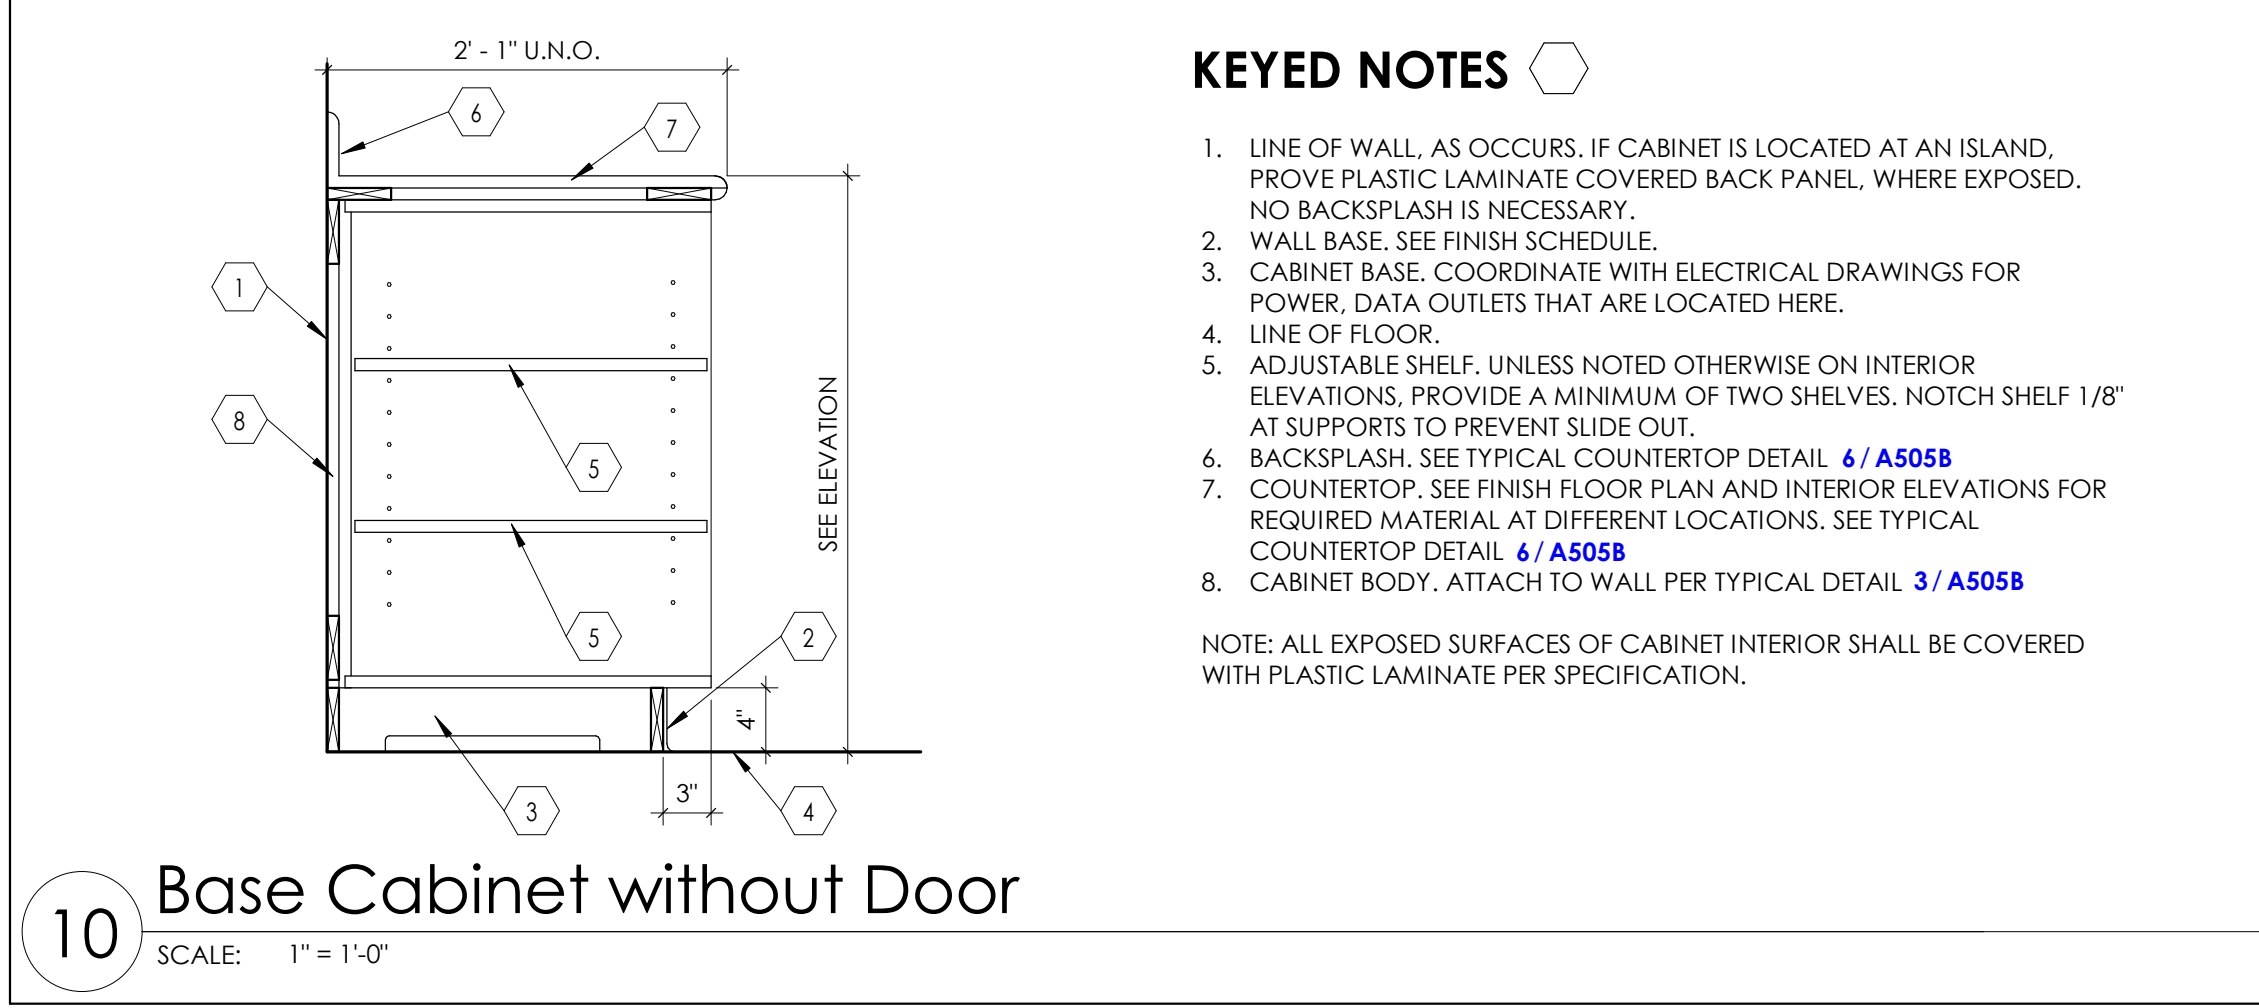 2' - 1" U.N.O.
6
7
1
8
5
5
SEE ELEVATION
2
4"
3"
3
4
KEYED NOTES
1. LINE OF WALL, AS OCCURS. IF CABINET IS LOCATED AT AN ISLAND,
PROVE PLASTIC LAMINATE COVERED BACK PANEL, WHERE EXPOSED.
NO BACKSPLASH IS NECESSARY.
2. WALL BASE. SEE FINISH SCHEDULE.
3. CABINET BASE. COORDINATE WITH ELECTRICAL DRAWINGS FOR
POWER, DATA OUTLETS THAT ARE LOCATED HERE.
4. LINE OF FLOOR.
5. ADJUSTABLE SHELF. UNLESS NOTED OTHERWISE ON INTERIOR
ELEVATIONS, PROVIDE A MINIMUM OF TWO SHELVES. NOTCH SHELF 1/8"
AT SUPPORTS TO PREVENT SLIDE OUT.
6. BACKSPLASH. SEE TYPICAL COUNTERTOP DETAIL 6 / A505B
7. COUNTERTOP. SEE FINISH FLOOR PLAN AND INTERIOR ELEVATIONS FOR
REQUIRED MATERIAL AT DIFFERENT LOCATIONS. SEE TYPICAL
COUNTERTOP DETAIL 6 / A505B
8. CABINET BODY. ATTACH TO WALL PER TYPICAL DETAIL 3 / A505B
NOTE: ALL EXPOSED SURFACES OF CABINET INTERIOR SHALL BE COVERED
WITH PLASTIC LAMINATE PER SPECIFICATION.
10
Base Cabinet without Door
SCALE: 1" = 1'-0"